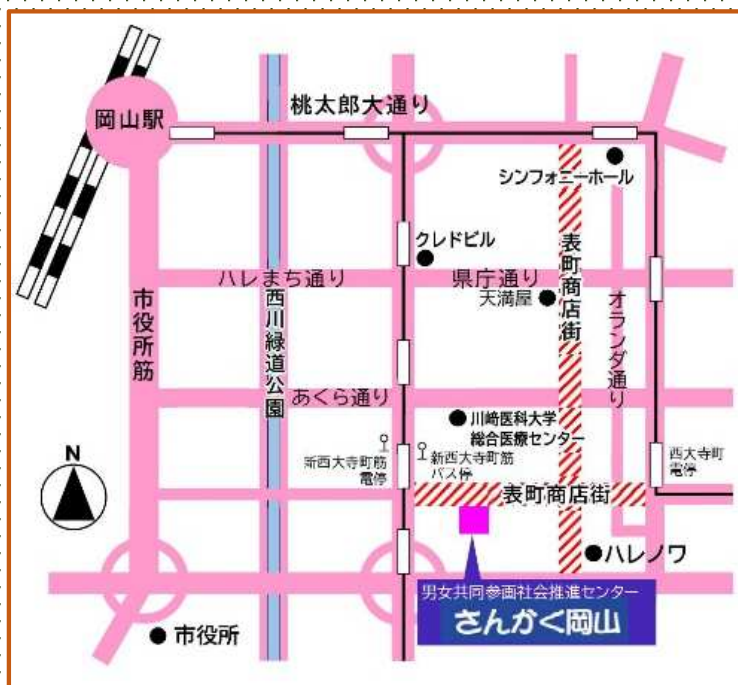 岡山駅
桃太郎大通り
シンフォニーホール
クレドビル
ハレまち通り
県庁通り
天満屋
表町商店街
オランダ通り
市役所筋
西川緑道公園
あくら通り
川﨑医科大学
総合医療センター
N
新西大寺町筋
電停
新西大寺町筋
バス停
西大寺町
電停
表町商店街
ハレノワ
男女共同参画社会推進センター
さんかく岡山
市役所